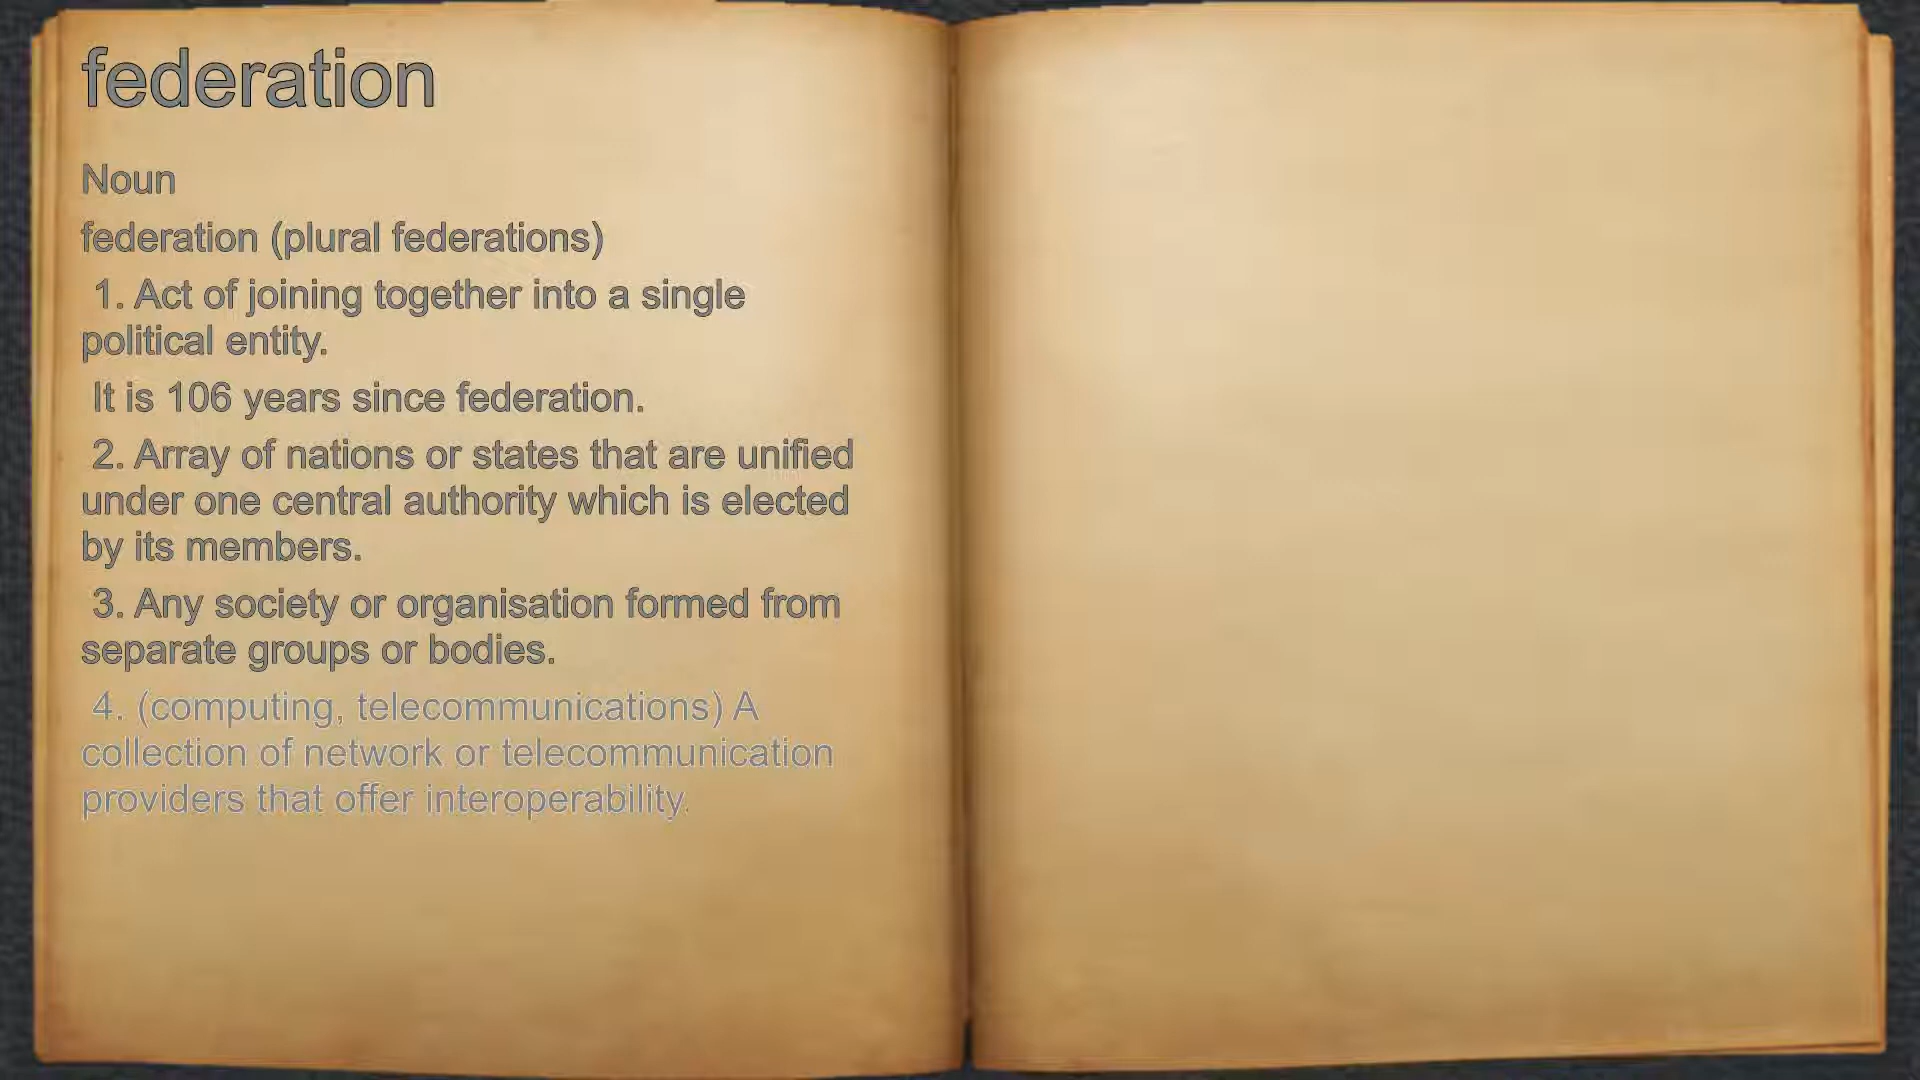 federation
Noun
federation (plural federations)
1. Act of joining together into a single
political entity.
It is 106 years since federation.
2. Array of nations or states that are unified
under one central authority which is elected
by its members.
3. Any society or organisation formed from
separate groups or bodies.
4. (computing, telecommunications) A
collection of network or telecommunication
providers that offer interoperability.